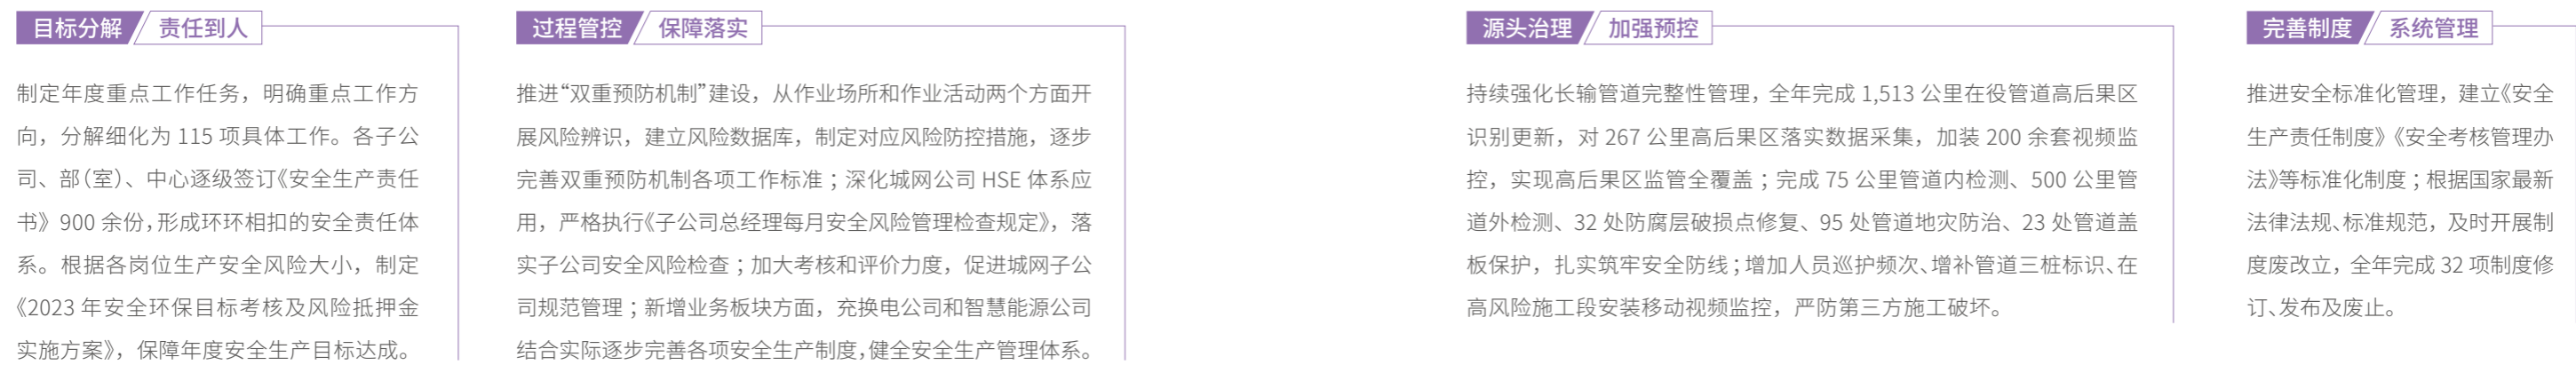 目标分解 责任到人
制定年度重点工作任务，明确重点工作方
向，分解细化为 115 项具体工作。各子公
司、部（室）、中心逐级签订《安全生产责任
书》900 余份，形成环环相扣的安全责任体
系。根据各岗位生产安全风险大小，制定
《2023 年安全环保目标考核及风险抵押金
实施方案》，保障年度安全生产目标达成。
过程管控 保障落实
推进“双重预防机制”建设，从作业场所和作业活动两个方面开
展风险辨识，建立风险数据库，制定对应风险防控措施，逐步
完善双重预防机制各项工作标准；深化城网公司 HSE 体系应
用，严格执行《子公司总经理每月安全风险管理检查规定》，落
实子公司安全风险检查；加大考核和评价力度，促进城网子公
司规范管理；新增业务板块方面，充换电公司和智慧能源公司
结合实际逐步完善各项安全生产制度，健全安全生产管理体系。
源头治理 加强预控
持续强化长输管道完整性管理，全年完成 1,513 公里在役管道高后果区
识别更新，对 267 公里高后果区落实数据采集，加装 200 余套视频监
控，实现高后果区监管全覆盖；完成 75 公里管道内检测、500 公里管
道外检测、32 处防腐层破损点修复、95 处管道地灾防治、23 处管道盖
板保护，扎实筑牢安全防线；增加人员巡护频次、增补管道三桩标识、在
高风险施工段安装移动视频监控，严防第三方施工破坏。
完善制度 系统管理
推进安全标准化管理，建立《安全
生产责任制度》《安全考核管理办
法》等标准化制度；根据国家最新
法律法规、标准规范，及时开展制
度废改立，全年完成 32 项制度修
订、发布及废止。